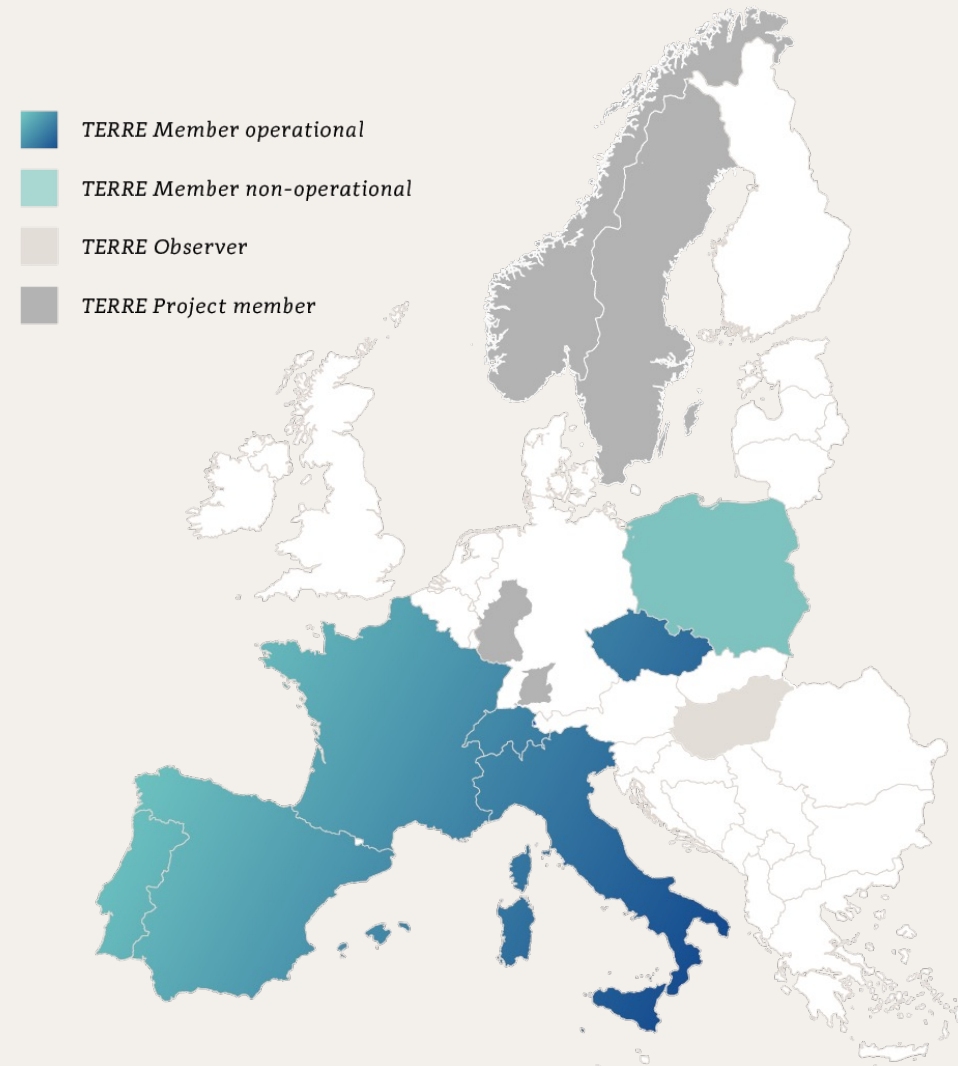 TERRE Member operational
TERRE Member non-operational
TERRE Observer
TERRE Project member